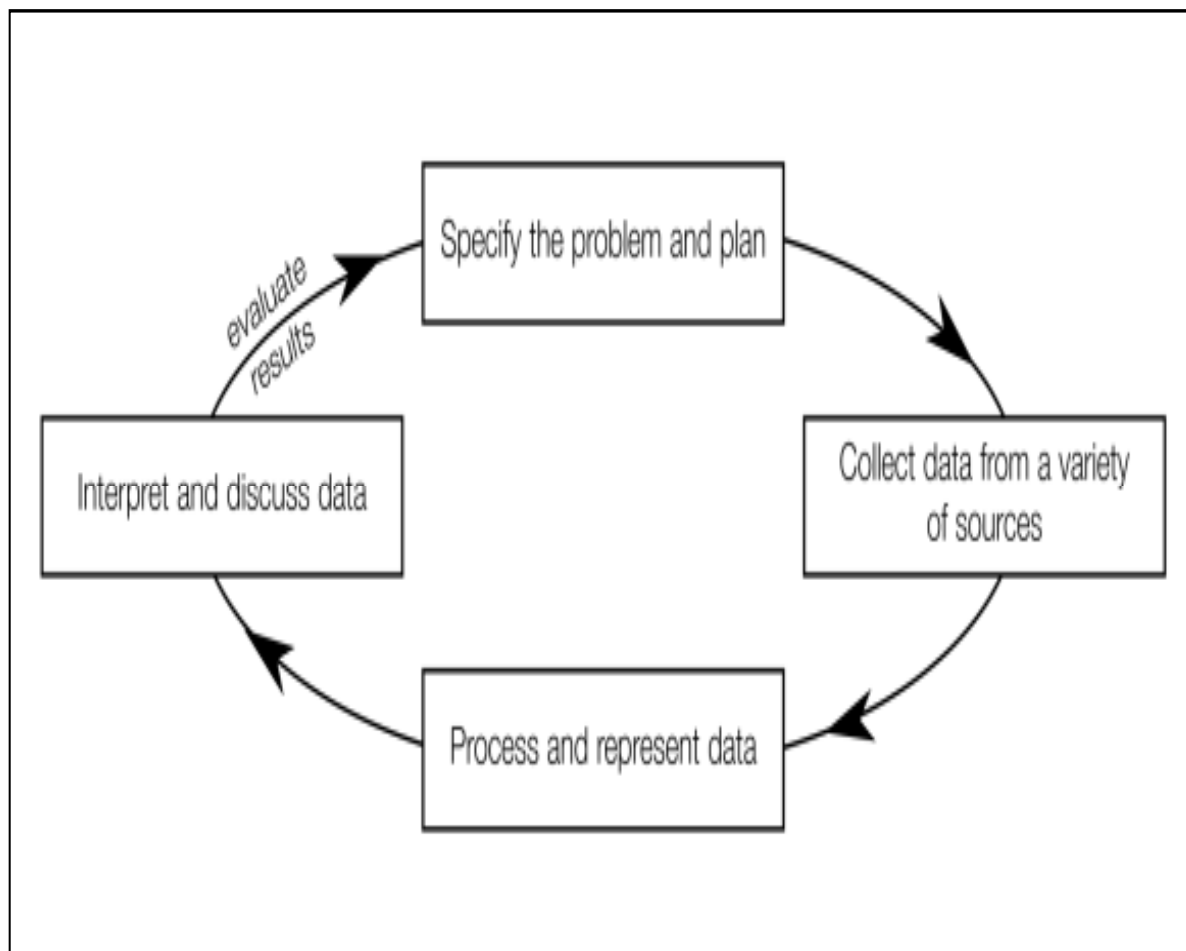 Specify the problem and plan
evaluate
results
Interpret and discuss data
Collect data from a variety
of sources
Process and represent data